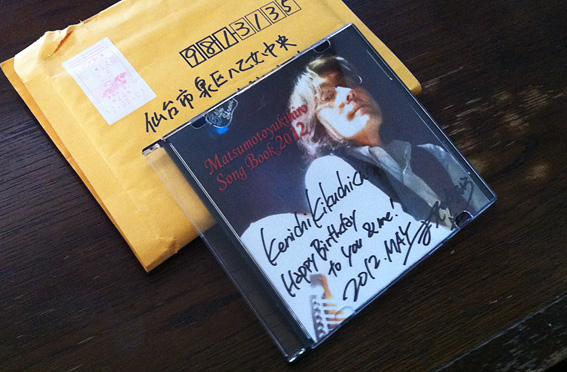 9813135
仙台市泉区八乙女中央
Matsumotoyukihiro
Song Book 2012
Kenichi Kikuchi
Happy Birthday
to you & me!
2012.MAY